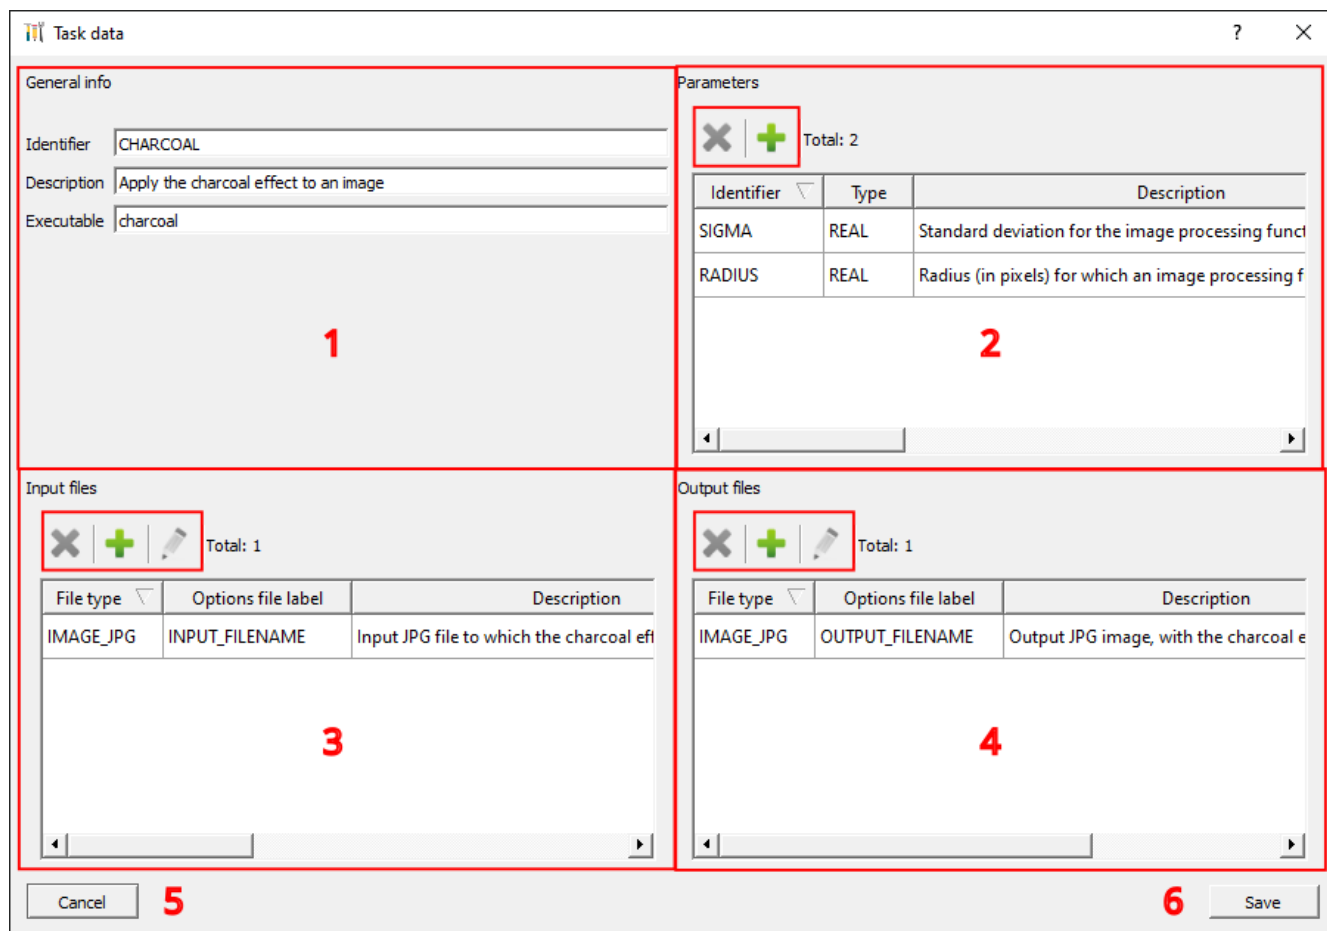 Task data
?
General info
Identifier CHARCOAL
Description Apply the charcoal effect to an image
Executable charcoal
1
Parameters
Total: 2
Identifier Type Description
SIGMA REAL Standard deviation for the image processing funct
RADIUS REAL Radius (in pixels) for which an image processing f
2
Input files
Total: 1
File type Options file label Description
IMAGE_JPG INPUT_FILENAME Input JPG file to which the charcoal eff
3
Output files
Total: 1
File type Options file label Description
IMAGE_JPG OUTPUT_FILENAME Output JPG image, with the charcoal e
4
Cancel 5
6 Save